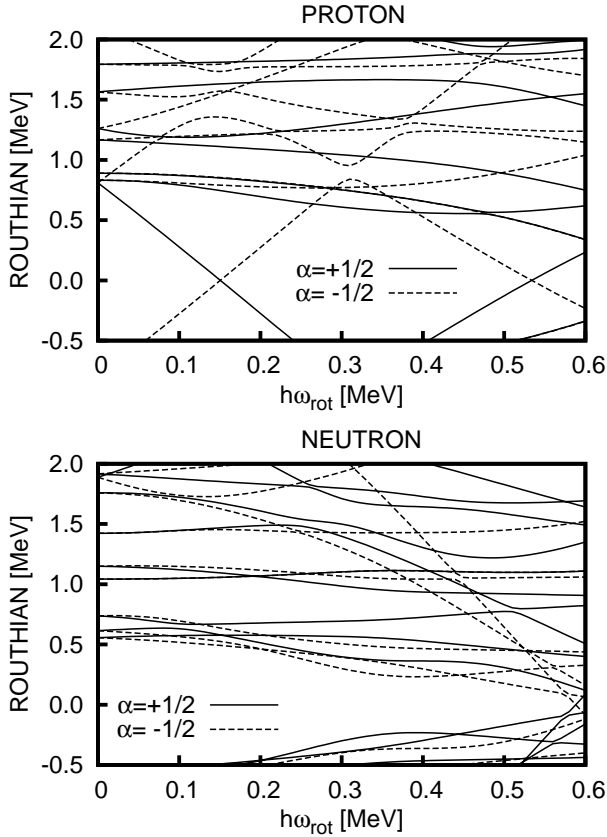 PROTON
2.0
1.5
1.0
0.5
0.0
-0.5
ROUTHIAN [MeV]
α=+1/2
α= -1/2
0 0.1 0.2 0.3 0.4 0.5 0.6
hω_rot [MeV]
NEUTRON
2.0
1.5
1.0
0.5
0.0
-0.5
ROUTHIAN [MeV]
α=+1/2
α= -1/2
0 0.1 0.2 0.3 0.4 0.5 0.6
hω_rot [MeV]